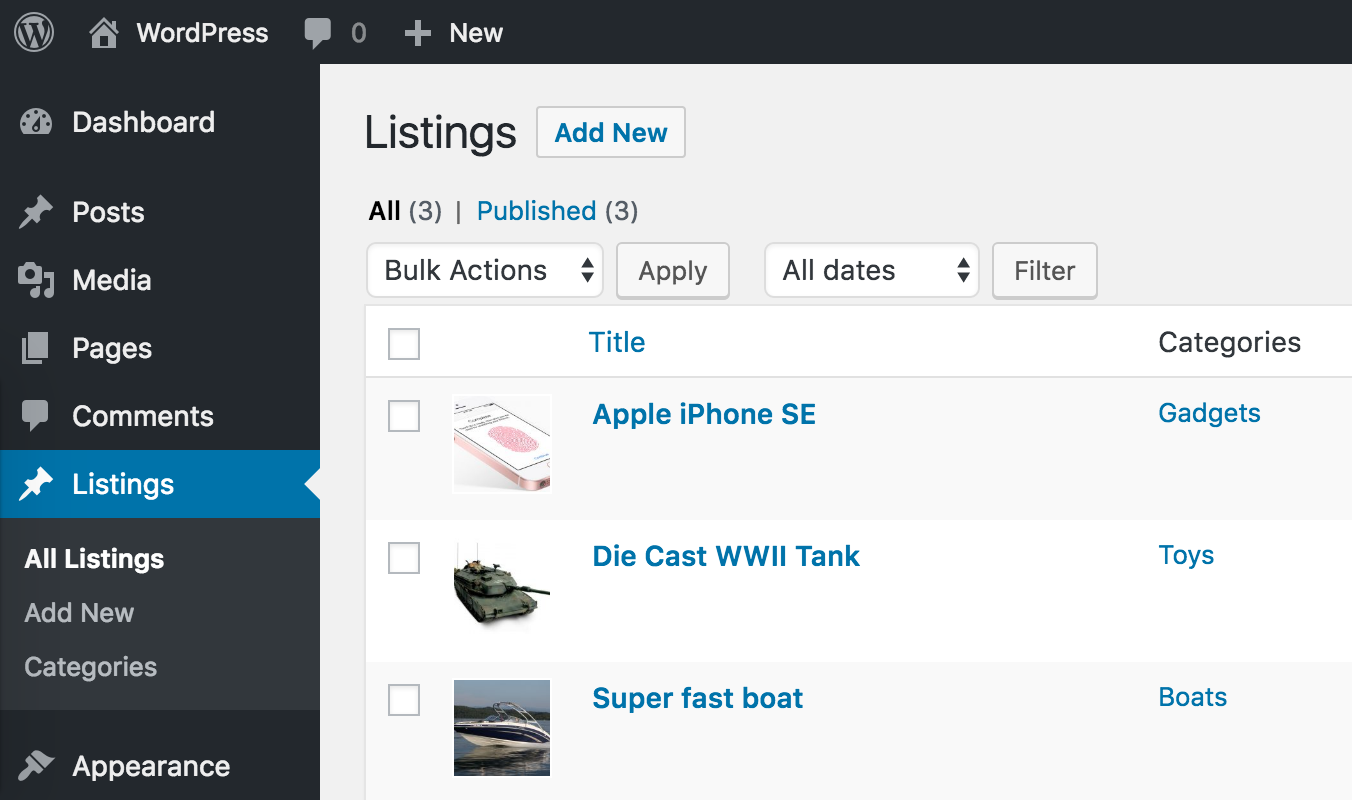 WordPress 0 New
Dashboard
Posts
Media
Pages
Comments
Listings
All Listings
Add New
Categories
Appearance
Listings Add New
All (3) | Published (3)
Bulk Actions Apply All dates Filter
Title Categories
Apple iPhone SE Gadgets
Die Cast WWII Tank Toys
Super fast boat Boats